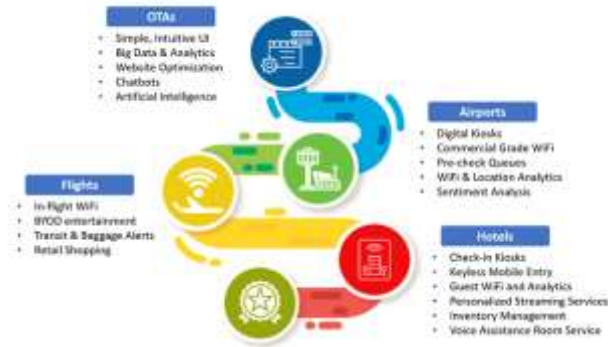 OTAs
Simple, Intuitive UI
Big Data & Analytics
Website Optimization
Chatbots
Artificial Intelligence
Airports
Digital Kiosks
Commercial Grade WiFi
Pre-check Queues
WiFi & Location Analytics
Sentiment Analysis
Flights
In-flight WiFi
BYOD entertainment
Transit & Baggage Alerts
Retail Shopping
Hotels
Check-In Kiosks
Keyless Mobile Entry
Guest WiFi and Analytics
Personalized Streaming Services
Inventory Management
Voice Assistance Room Service